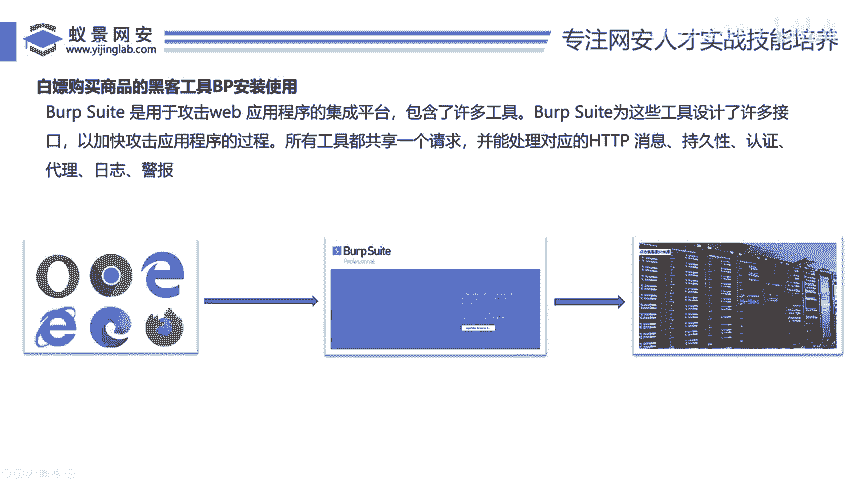 蚁景网安
www.yijinglab.com
专注网安人才实战技能培养
白嫖购买商品的黑客工具BP安装使用
Burp Suite 是用于攻击web 应用程序的集成平台，包含了许多工具。Burp Suite为这些工具设计了许多接
口，以加快攻击应用程序的过程。所有工具都共享一个请求，并能处理对应的HTTP 消息、持久性、认证、
代理、日志、警报
Burp Suite
Professional